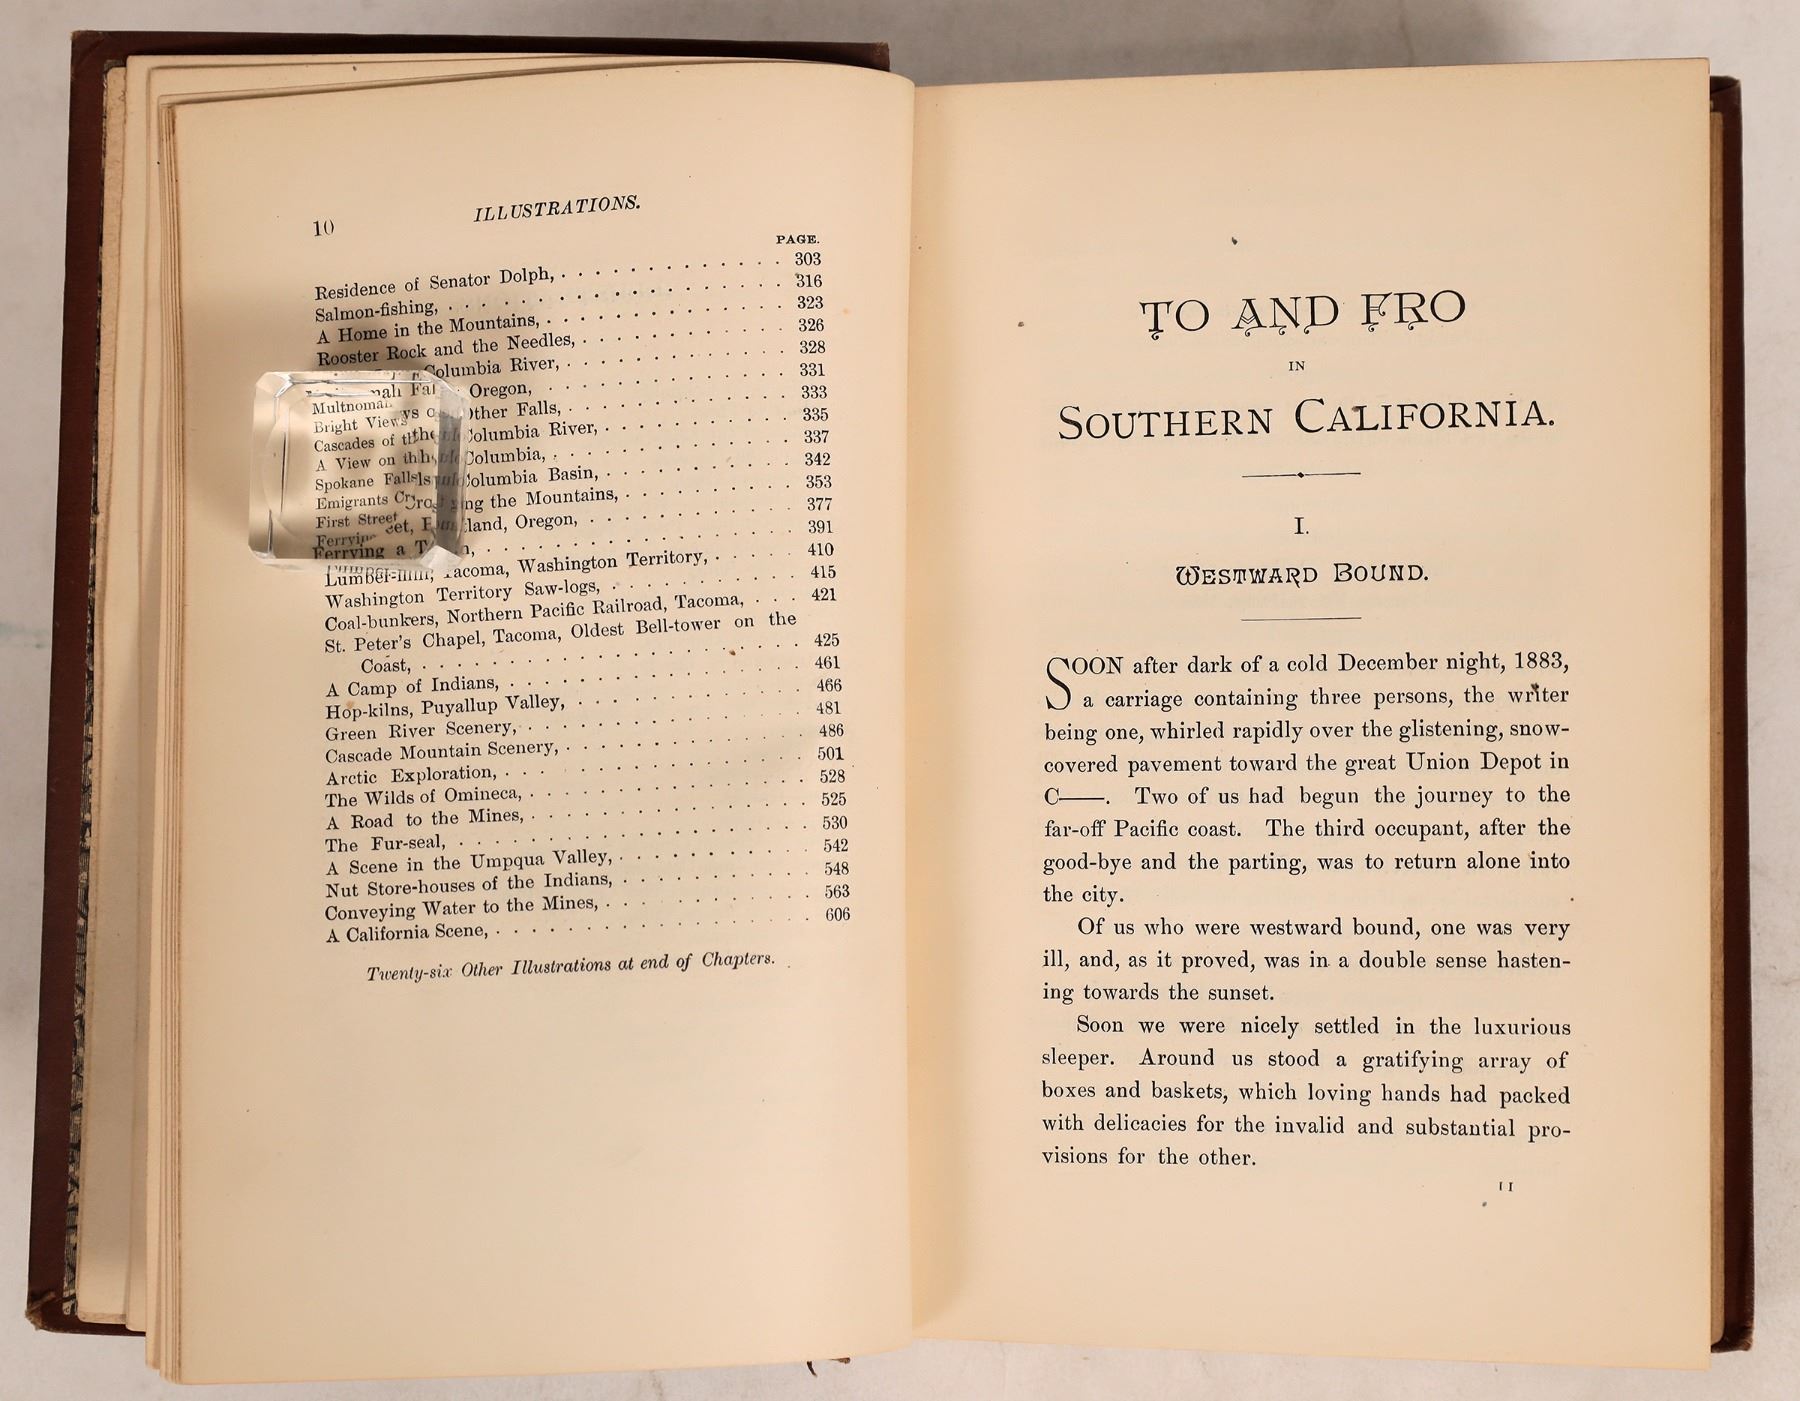 10 ILLUSTRATIONS.
PAGE.
Residence of Senator Dolph, . . . . . . . . . . . . . 303
Salmon-fishing, . . . . . . . . . . . . . . . . . . 316
A Home in the Mountains, . . . . . . . . . . . . . . 323
Rooster Rock and the Needles, . . . . . . . . . . . . 326
Columbia River, . . . . . . . . . . . . . 328
Multnomah Falls, Oregon, . . . . . . . . . . . . . . 331
Bright Views of Other Falls, . . . . . . . . . . . . . 333
Cascades of the Columbia River, . . . . . . . . . . . 335
A View on the Columbia, . . . . . . . . . . . . . . 337
Spokane Falls Columbia Basin, . . . . . . . . . . . 342
Emigrants Crossing the Mountains, . . . . . . . . . . 353
First Street, Portland, Oregon, . . . . . . . . . . . . 377
Ferrying a Train, . . . . . . . . . . . . . . . . . 391
Lumber-mill, Tacoma, Washington Territory, . . . . . 410
Washington Territory Saw-logs, . . . . . . . . . . . 415
Coal-bunkers, Northern Pacific Railroad, Tacoma, . . . 421
St. Peter's Chapel, Tacoma, Oldest Bell-tower on the
Coast, . . . . . . . . . . . . . . . . . . . . 425
A Camp of Indians, . . . . . . . . . . . . . . . . 461
Hop-kilns, Puyallup Valley, . . . . . . . . . . . . . 466
Green River Scenery, . . . . . . . . . . . . . . . 481
Cascade Mountain Scenery, . . . . . . . . . . . . . 486
Arctic Exploration, . . . . . . . . . . . . . . . . 501
The Wilds of Omineca, . . . . . . . . . . . . . . . 528
A Road to the Mines, . . . . . . . . . . . . . . . 525
The Fur-seal, . . . . . . . . . . . . . . . . . . . 530
A Scene in the Umpqua Valley, . . . . . . . . . . . 542
Nut Store-houses of the Indians, . . . . . . . . . . . 548
Conveying Water to the Mines, . . . . . . . . . . . . 563
A California Scene, . . . . . . . . . . . . . . . . 606
Twenty-six Other Illustrations at end of Chapters.
TO AND FRO
IN
SOUTHERN CALIFORNIA.
I.
WESTWARD BOUND.
SOON after dark of a cold December night, 1883,
a carriage containing three persons, the writer
being one, whirled rapidly over the glistening, snow-
covered pavement toward the great Union Depot in
C——. Two of us had begun the journey to the
far-off Pacific coast. The third occupant, after the
good-bye and the parting, was to return alone into
the city.
Of us who were westward bound, one was very
ill, and, as it proved, was in a double sense hasten-
ing towards the sunset.
Soon we were nicely settled in the luxurious
sleeper. Around us stood a gratifying array of
boxes and baskets, which loving hands had packed
with delicacies for the invalid and substantial pro-
visions for the other.
11